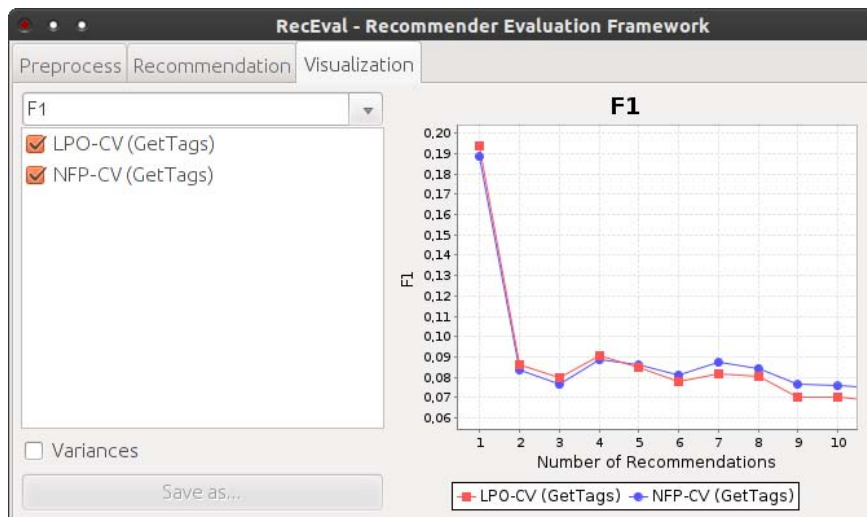 RecEval - Recommender Evaluation Framework
Preprocess Recommendation Visualization
F1
LPO-CV (GetTags)
NFP-CV (GetTags)
Variances
Save as...
F1
0,20
0,19
0,18
0,17
0,16
0,15
0,14
0,13
0,12
0,11
0,10
0,09
0,08
0,07
0,06
F1
1 2 3 4 5 6 7 8 9 10
Number of Recommendations
LPO-CV (GetTags) NFP-CV (GetTags)